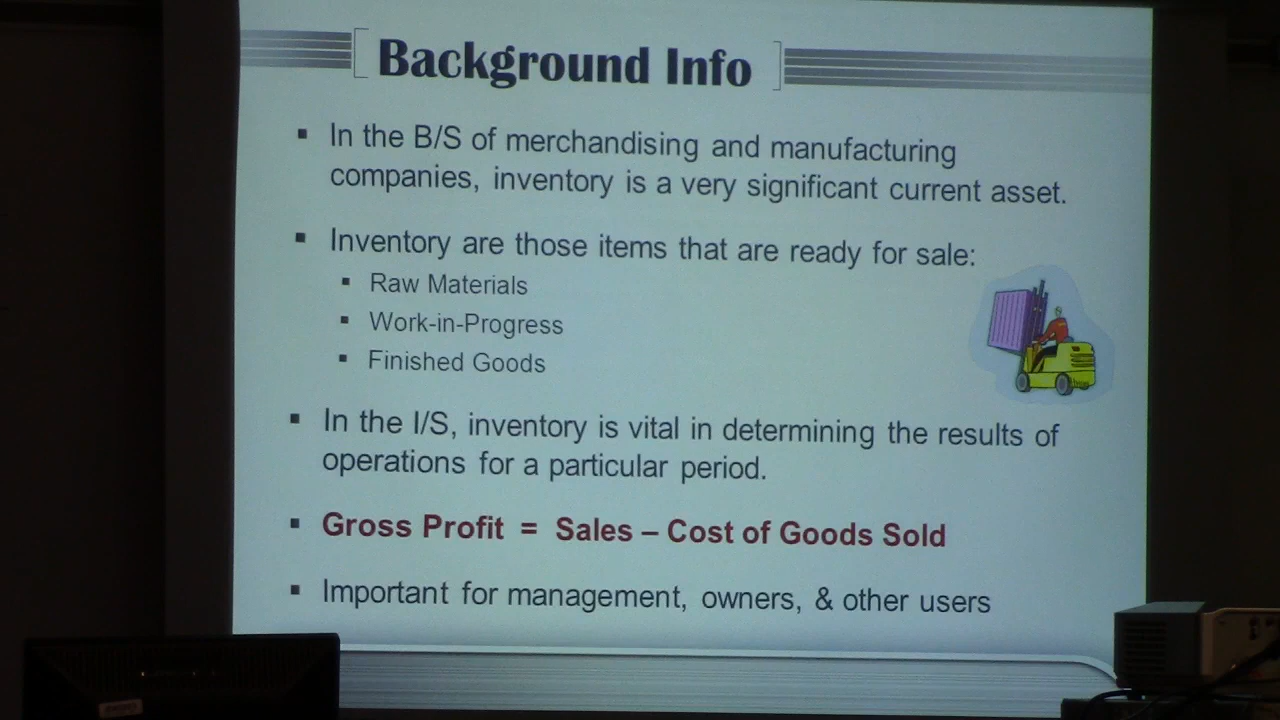 Background Info
▪ In the B/S of merchandising and manufacturing
companies, inventory is a very significant current asset.
▪ Inventory are those items that are ready for sale:
▪ Raw Materials
▪ Work-in-Progress
▪ Finished Goods
▪ In the I/S, inventory is vital in determining the results of
operations for a particular period.
▪ Gross Profit = Sales – Cost of Goods Sold
▪ Important for management, owners, & other users